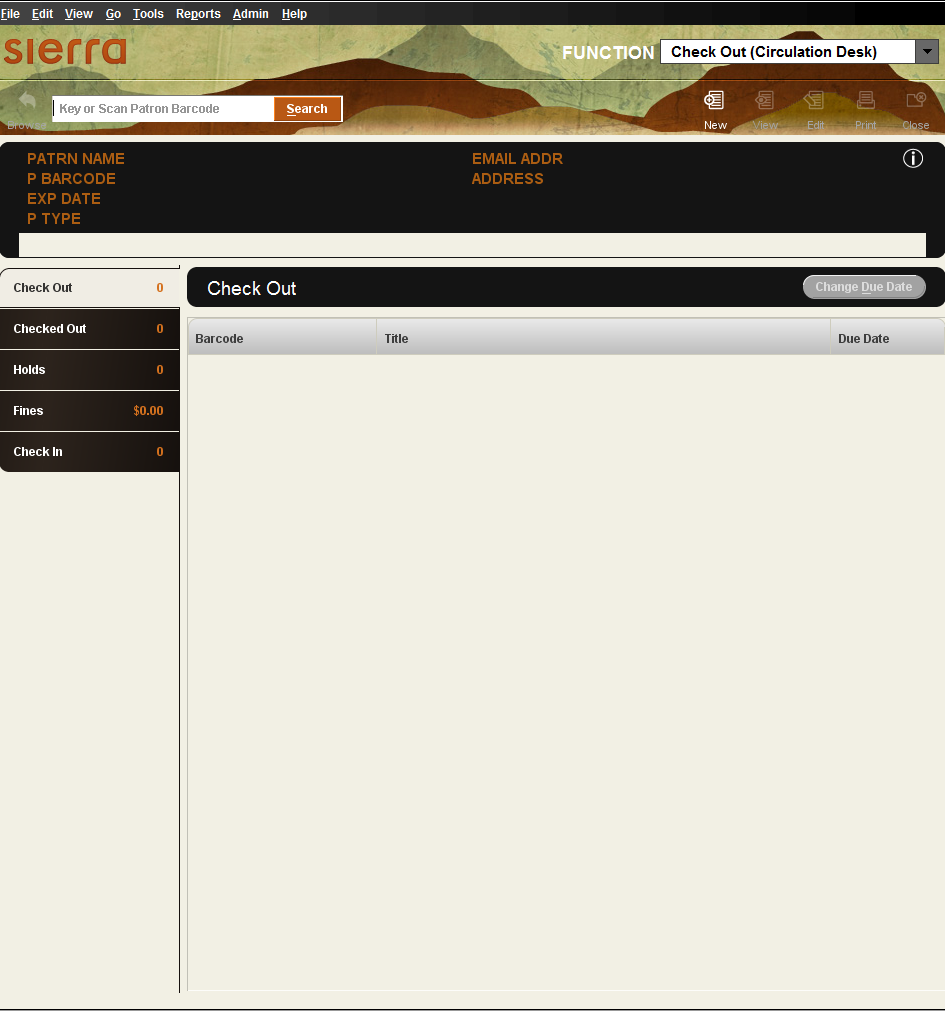 File Edit View Go Tools Reports Admin Help
sierra
FUNCTION Check Out (Circulation Desk)
Key or Scan Patron Barcode Search
New View Edit Print Close
PATRN NAME EMAIL ADDR
P BARCODE ADDRESS
EXP DATE
P TYPE
Check Out 0
Checked Out 0
Holds 0
Fines $0.00
Check In 0
Check Out Change Due Date
Barcode Title Due Date